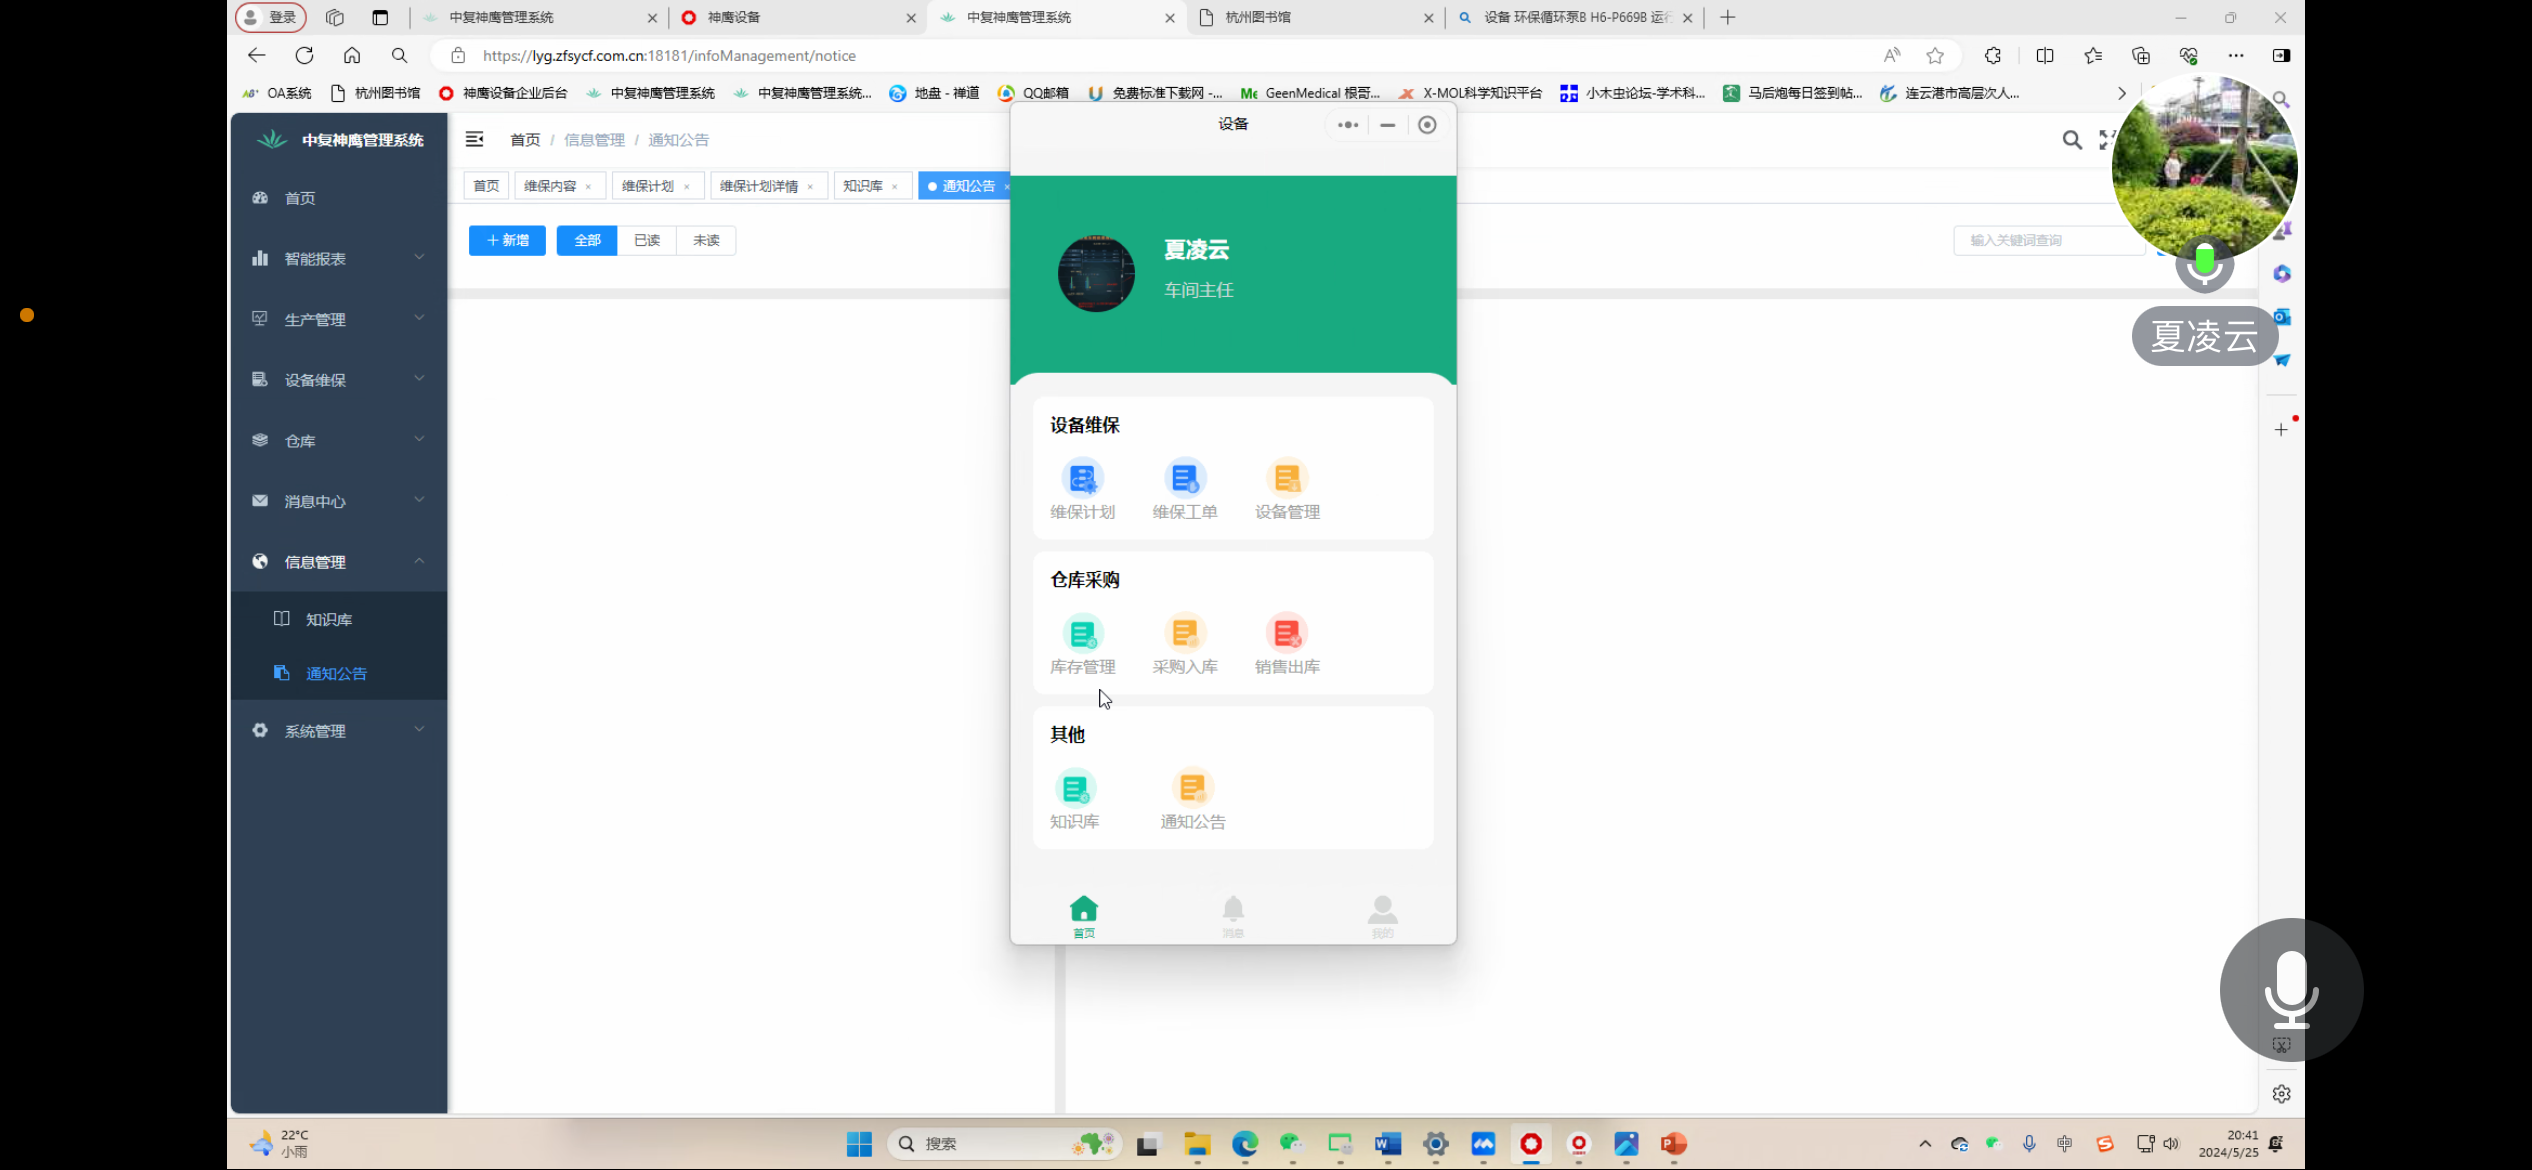 登录
中复神鹰管理系统
神鹰设备
中复神鹰管理系统
杭州图书馆
设备 环保循环泵B H6-P669B 运行
https://lyg.zfsycf.com.cn:18181/infoManagement/notice
OA系统
杭州图书馆
神鹰设备企业后台
中复神鹰管理系统
中复神鹰管理系统...
地盘 - 禅道
QQ邮箱
免费标准下载网 -...
GeenMedical 根哥...
X-MOL科学知识平台
小木虫论坛-学术科...
马后炮每日签到帖...
连云港市高层次人...
中复神鹰管理系统
首页 / 信息管理 / 通知公告
首页
维保内容
维保计划
维保计划详情
知识库
通知公告
+ 新增
全部
已读
未读
输入关键词查询
首页
智能报表
生产管理
设备维保
仓库
消息中心
信息管理
知识库
通知公告
系统管理
设备
夏凌云
车间主任
设备维保
维保计划
维保工单
设备管理
仓库采购
库存管理
采购入库
销售出库
其他
知识库
通知公告
首页
消息
我的
夏凌云
22°C
小雨
搜索
中
20:41
2024/5/25